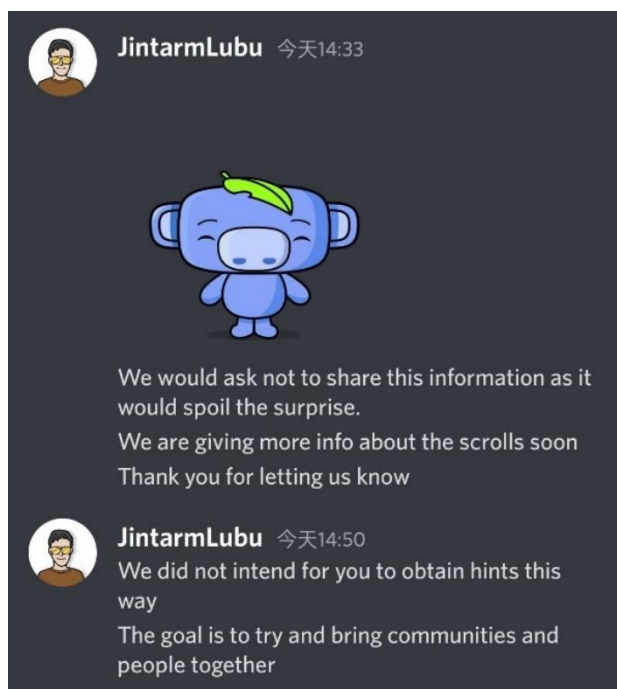 JintarmLubu 今天14:33
We would ask not to share this information as it
would spoil the surprise.
We are giving more info about the scrolls soon
Thank you for letting us know
JintarmLubu 今天14:50
We did not intend for you to obtain hints this
way
The goal is to try and bring communities and
people together